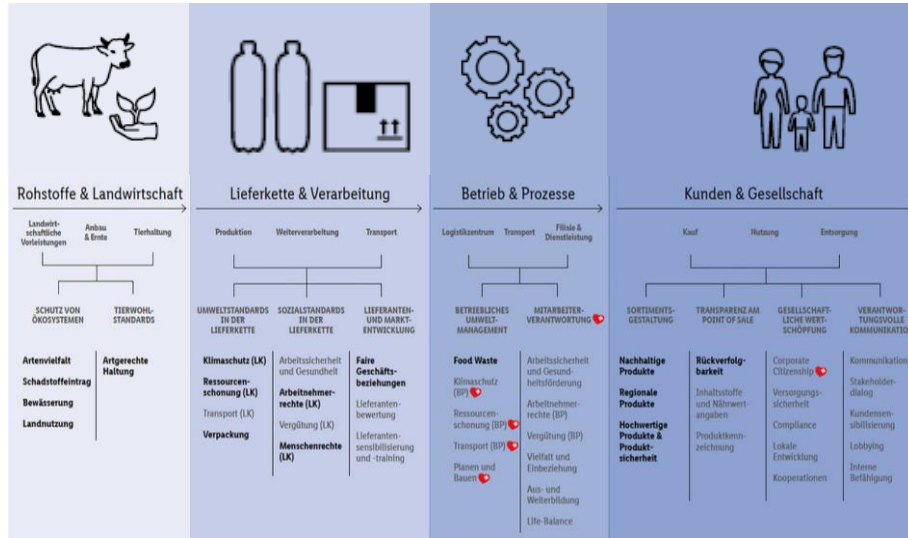 Rohstoffe & Landwirtschaft
Landwirt-
schaftliche
Vorleistungen
Anbau
& Ernte
Tierhaltung
SCHUTZ VON
ÖKOSYSTEMEN
TIERWOHL-
STANDARDS
Artenvielfalt
Schadstoffeintrag
Bewässerung
Landnutzung
Artgerechte
Haltung
Lieferkette & Verarbeitung
Produktion
Weiterverarbeitung
Transport
UMWELTSTANDARDS
IN DER
LIEFERKETTE
SOZIALSTANDARDS
IN DER
LIEFERKETTE
LIEFERANTEN-
UND MARKT-
ENTWICKLUNG
Klimaschutz (LK)
Ressourcen-
schonung (LK)
Transport (LK)
Verpackung
Arbeitssicherheit
und Gesundheit
Arbeitnehmer-
rechte (LK)
Vergütung (LK)
Menschenrechte (LK)
Faire
Geschäfts-
beziehungen
Lieferanten-
bewertung
Lieferanten-
sensibilisierung
und -training
Betrieb & Prozesse
Logistikzentrum
Transport
Filiale &
Dienstleistung
BETRIEBLICHES
UMWELT-
MANAGEMENT
MITARBEITER-
VERANTWORTUNG
Food Waste
Klimaschutz
(BP)
Ressourcen-
schonung (BP)
Transport (BP)
Planen und
Bauen
Arbeitssicherheit
und Gesund-
heitsförderung
Arbeitnehmer-
rechte (BP)
Vergütung (BP)
Vielfalt und
Einbeziehung
Aus- und
Weiterbildung
Life-Balance
Kunden & Gesellschaft
Kauf
Nutzung
Entsorgung
SORTIMENTS-
GESTALTUNG
TRANSPARENZ AM
POINT OF SALE
GESELLSCHAFT-
LICHE WERT-
SCHÖPFUNG
VERANTWOR-
TUNGSVOLLE
KOMMUNIKATIO
Nachhaltige
Produkte
Regionale
Produkte
Hochwertige
Produkte &
Produkt-
sicherheit
Rückverfolg-
barkeit
Inhaltsstoffe
und Nährwert-
angaben
Produktkenn-
zeichnung
Corporate
Citizenship
Versorgungs-
sicherheit
Compliance
Lokale
Entwicklung
Kooperationen
Kommunikation
Stakeholder-
dialog
Kundensen-
sibilisierung
Lobbying
Interne
Befähigung